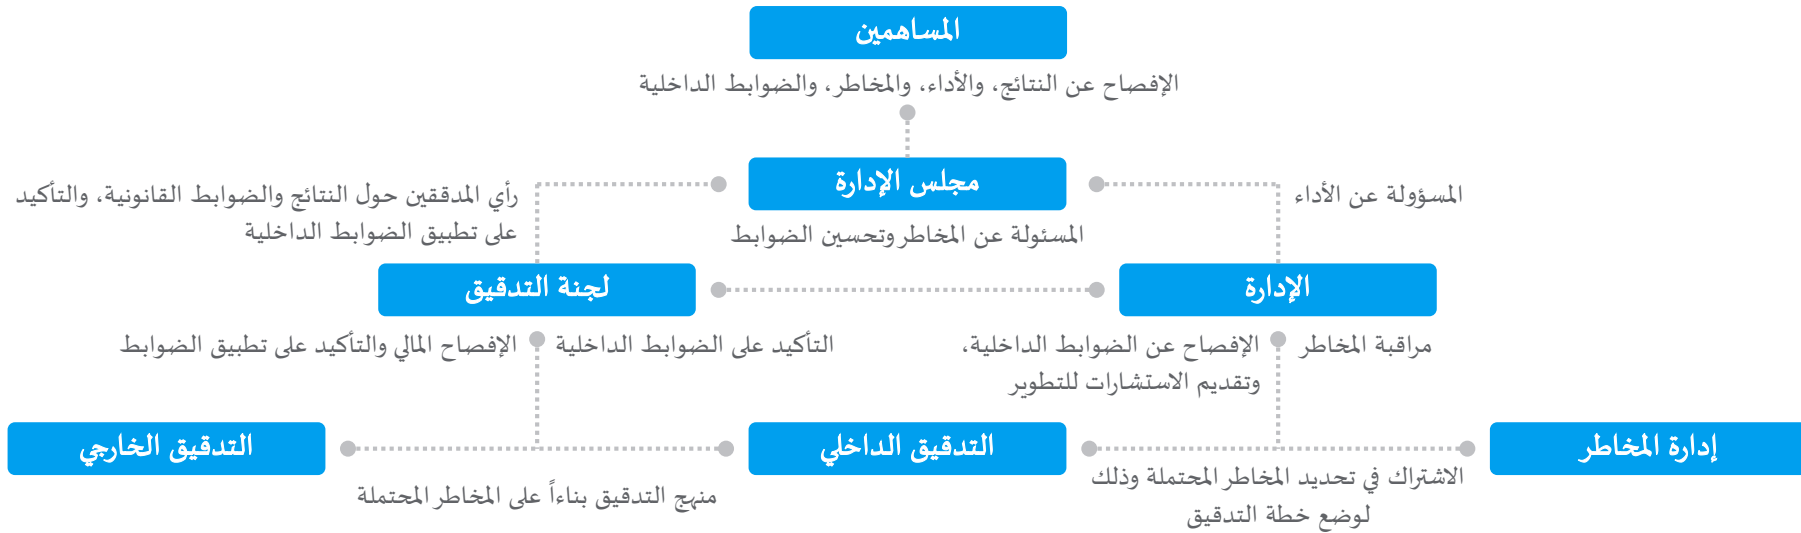 المساهمين
الإفصاح عن النتائج، والأداء، والمخاطر، والضوابط الداخلية
مجلس الإدارة
المسئولة عن المخاطر وتحسين الضوابط
المسؤولة عن الأداء
رأي المدققين حول النتائج والضوابط القانونية، والتأكيد
على تطبيق الضوابط الداخلية
الإدارة
لجنة التدقيق
مراقبة المخاطر
الإفصاح عن الضوابط الداخلية،
وتقديم الاستشارات للتطوير
التأكيد على الضوابط الداخلية
الإفصاح المالي والتأكيد على تطبيق الضوابط
إدارة المخاطر
التدقيق الداخلي
التدقيق الخارجي
الاشتراك في تحديد المخاطر المحتملة وذلك
لوضع خطة التدقيق
منهج التدقيق بناءاً على المخاطر المحتملة